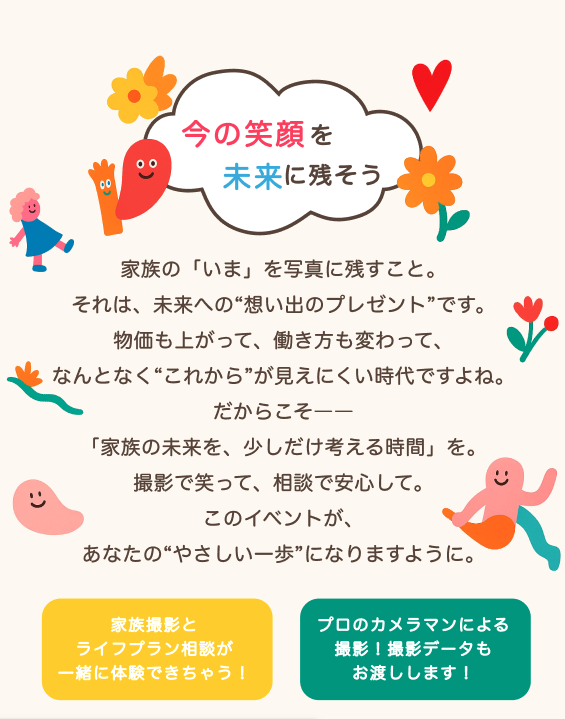 今の笑顔を
未来に残そう
家族の「いま」を写真に残すこと。
それは、未来への“想い出のプレゼント”です。
物価も上がって、働き方も変わって、
なんとなく“これから”が見えにくい時代ですよね。
だからこそ――
「家族の未来を、少しだけ考える時間」を。
撮影で笑って、相談で安心して。
このイベントが、
あなたの“やさしい一歩”になりますように。
家族撮影と
ライフプラン相談が
一緒に体験できちゃう！
プロのカメラマンによる
撮影！撮影データも
お渡しします！